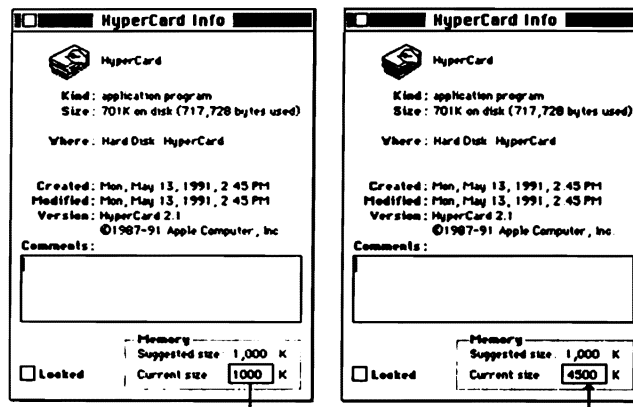 HyperCard Info
HyperCard
Kind: application program
Size: 701K on disk (717,728 bytes used)
Where: Hard Disk HyperCard
Created: Mon, May 13, 1991, 2 45 PM
Modified: Mon, May 13, 1991, 2 45 PM
Version: HyperCard 2.1
©1987-91 Apple Computer, Inc
Comments:
Memory
Suggested size 1,000 K
Locked
Current size 1000 K
HyperCard Info
HyperCard
Kind: application program
Size: 701K on disk (717,728 bytes used)
Where: Hard Disk HyperCard
Created: Mon, May 13, 1991, 2:45 PM
Modified: Mon, May 13, 1991, 2 45 PM
Version: HyperCard 2.1
©1987-91 Apple Computer, Inc.
Comments:
Memory
Suggested size. 1,000 K
Locked
Current size 4500 K